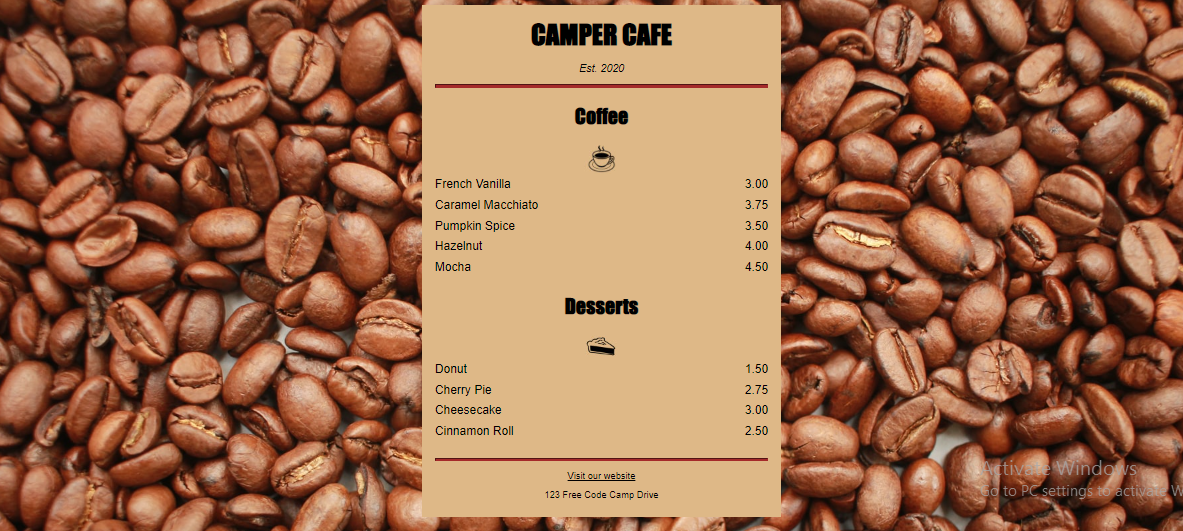 CAMPER CAFE
Est. 2020
Coffee
French Vanilla 3.00
Caramel Macchiato 3.75
Pumpkin Spice 3.50
Hazelnut 4.00
Mocha 4.50
Desserts
Donut 1.50
Cherry Pie 2.75
Cheesecake 3.00
Cinnamon Roll 2.50
Visit our website
123 Free Code Camp Drive
Activate Windows
Go to PC settings to activate W